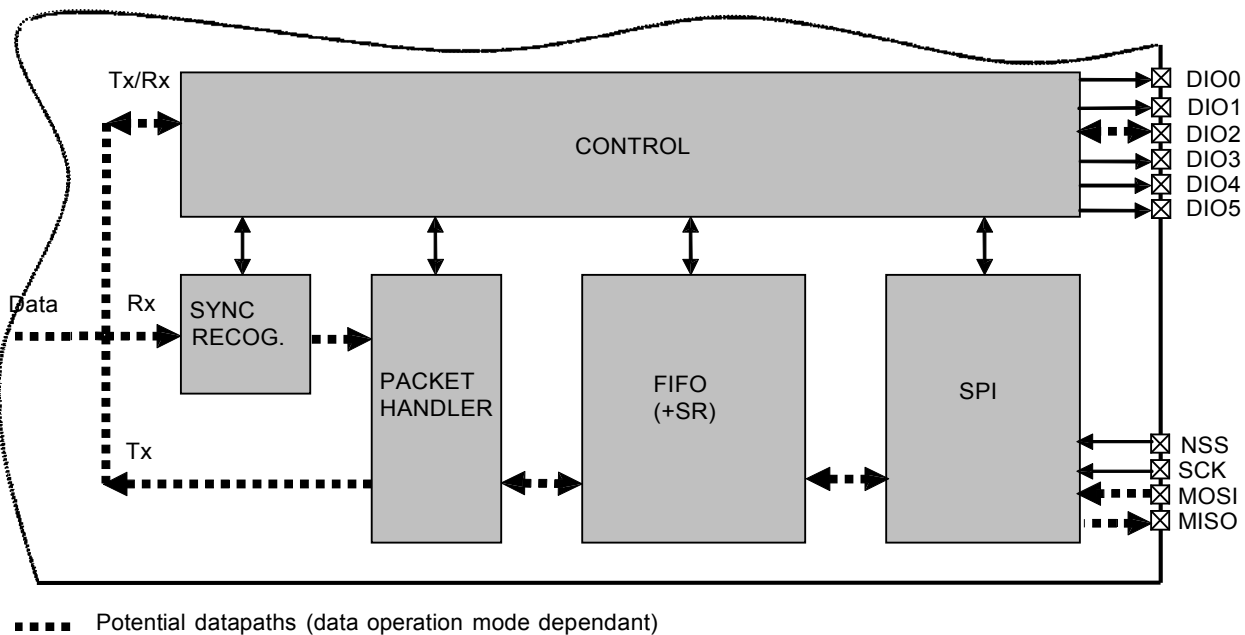 Tx/Rx
CONTROL
DIO0
DIO1
DIO2
DIO3
DIO4
DIO5
Data
Rx
SYNC
RECOG.
PACKET
HANDLER
FIFO
(+SR)
SPI
Tx
NSS
SCK
MOSI
MISO
Potential datapaths (data operation mode dependant)